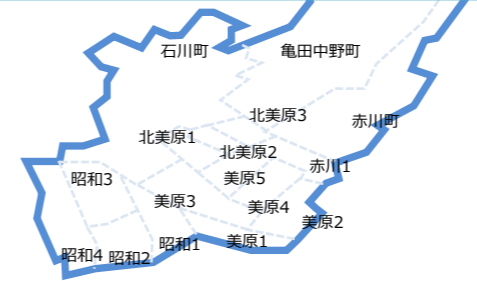 石川町
亀田中野町
北美原3
赤川町
北美原1
北美原2
赤川1
昭和3
美原5
美原3
美原4
美原2
昭和1
美原1
昭和4
昭和2